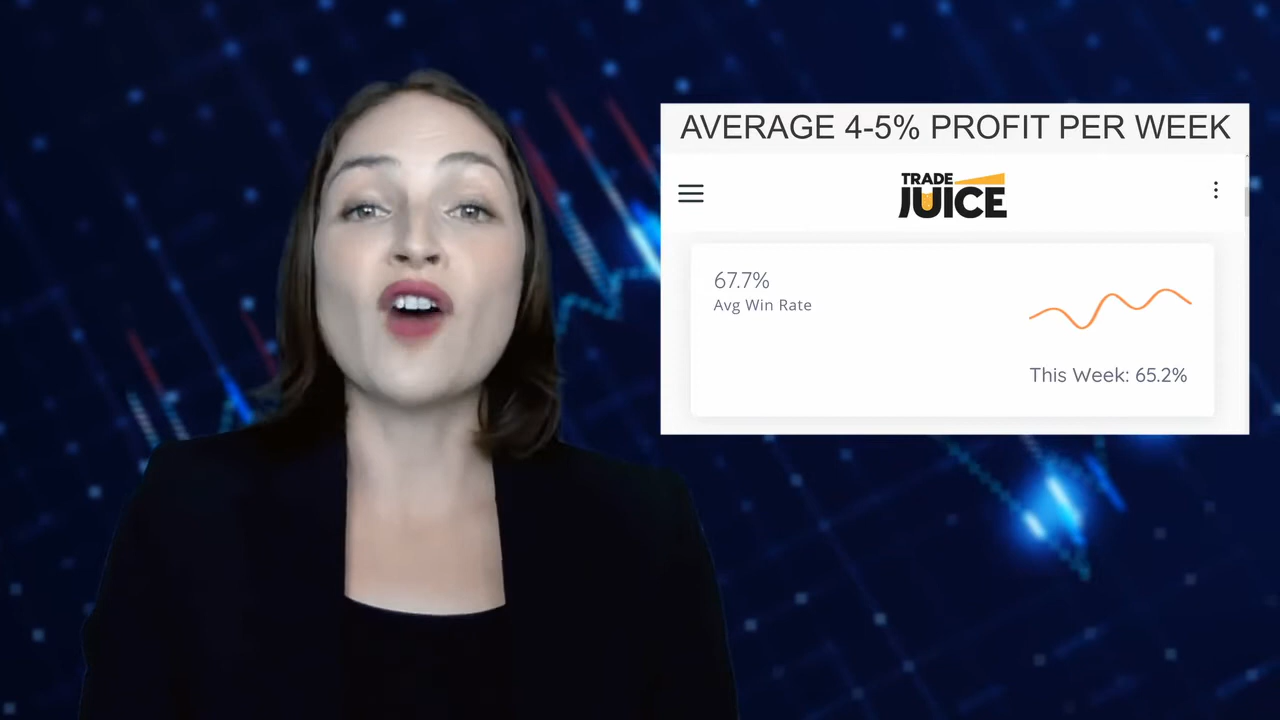 AVERAGE 4-5% PROFIT PER WEEK
TRADE
JUICE
67.7%
Avg Win Rate
This Week: 65.2%